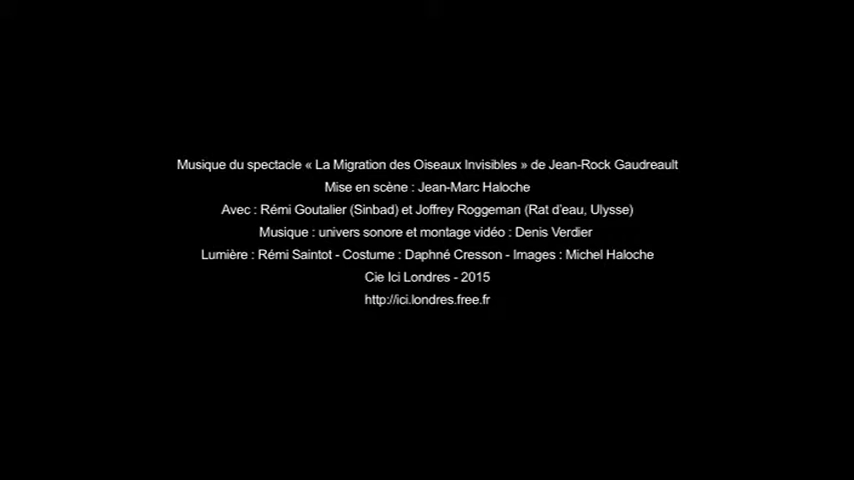 Musique du spectacle « La Migration des Oiseaux Invisibles » de Jean-Rock Gaudreault
Mise en scène : Jean-Marc Haloche
Avec : Rémi Goutalier (Sinbad) et Joffrey Roggeman (Rat d'eau, Ulysse)
Musique : univers sonore et montage vidéo : Denis Verdier
Lumière : Rémi Saintot - Costume : Daphné Cresson - Images : Michel Haloche
Cie Ici Londres - 2015
http://ici.londres.free.fr